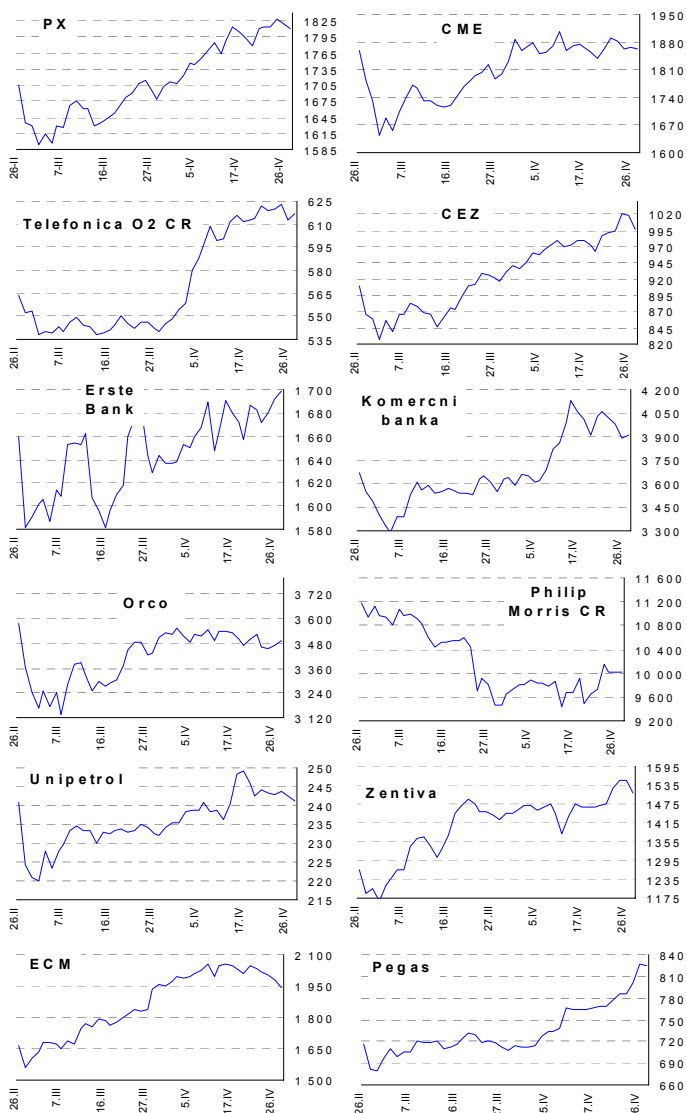 PX
1825
1795
1765
1735
1705
1675
1645
1615
1585
26-II
7-III
16-III
27-III
5-IV
17-IV
26-IV
CME
1950
1880
1810
1740
1670
1600
26.II
7.III
16.III
27.III
5.IV
17.IV
26.IV
Telefonica O2 CR
625
610
595
580
565
550
535
26.II
7.III
16.III
27.III
5.IV
17.IV
26.IV
CEZ
1020
995
970
945
920
895
870
845
820
26.II
7.III
16.III
27.III
5.IV
17.IV
26.IV
Erste
Bank
1 700
1 680
1 660
1 640
1 620
1 600
1 580
26.II
7.III
16.III
27.III
5.IV
17.IV
26.IV
Komercni
banka
4 200
4 050
3 900
3 750
3 600
3 450
3 300
26.II
7.III
16.III
27.III
5.IV
17.IV
26.IV
Orco
3 720
3 600
3 480
3 360
3 240
3 120
26.II
7.III
16.III
27.III
5.IV
17.IV
26.IV
Philip
Morris CR
11 600
11 200
10 800
10 400
10 000
9 600
9 200
26.II
7.III
16.III
27.III
5.IV
17.IV
26.IV
Unipetrol
250
245
240
235
230
225
220
215
26.II
7.III
16.III
27.III
5.IV
17.IV
26.IV
Zentiva
1595
1535
1475
1415
1355
1295
1235
1175
26.II
7.III
16.III
27.III
5.IV
17.IV
26.IV
ECM
2 100
1 950
1 800
1 650
1 500
26.II
7.III
16.III
27.III
5.IV
17.IV
26.IV
Pegas
840
810
780
750
720
690
660
26.II
7.III
6.III
7.III
5.IV
7.IV
6.IV